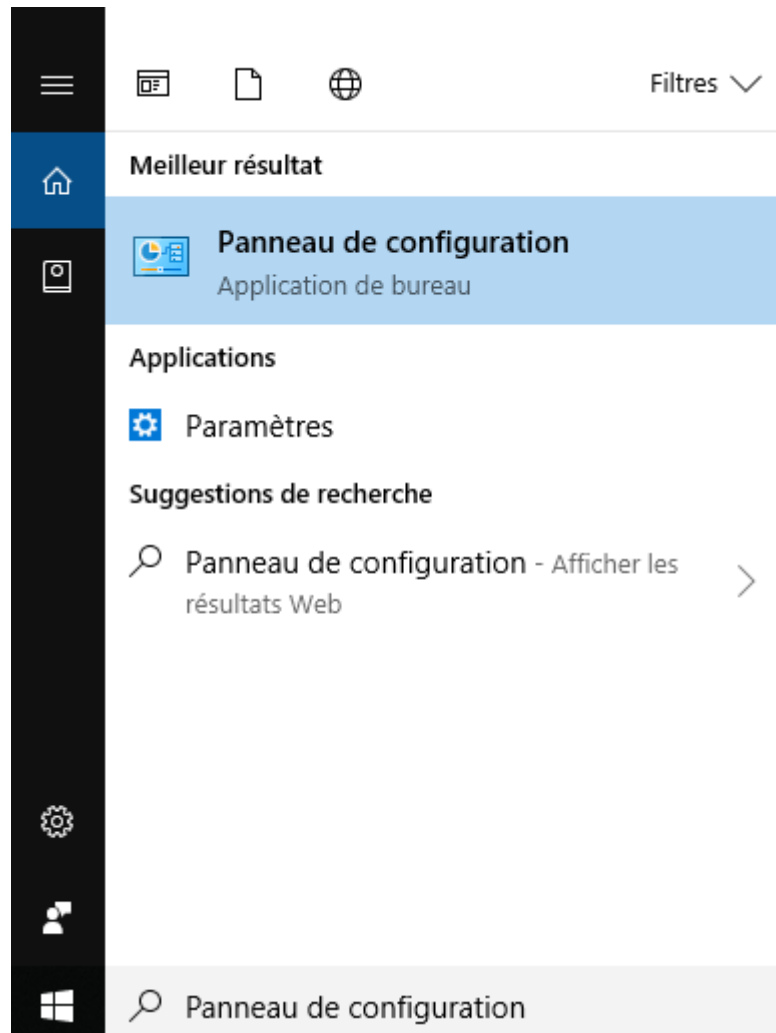 Filtres
Meilleur résultat
Panneau de configuration
Application de bureau
Applications
Paramètres
Suggestions de recherche
Panneau de configuration - Afficher les
résultats Web
Panneau de configuration